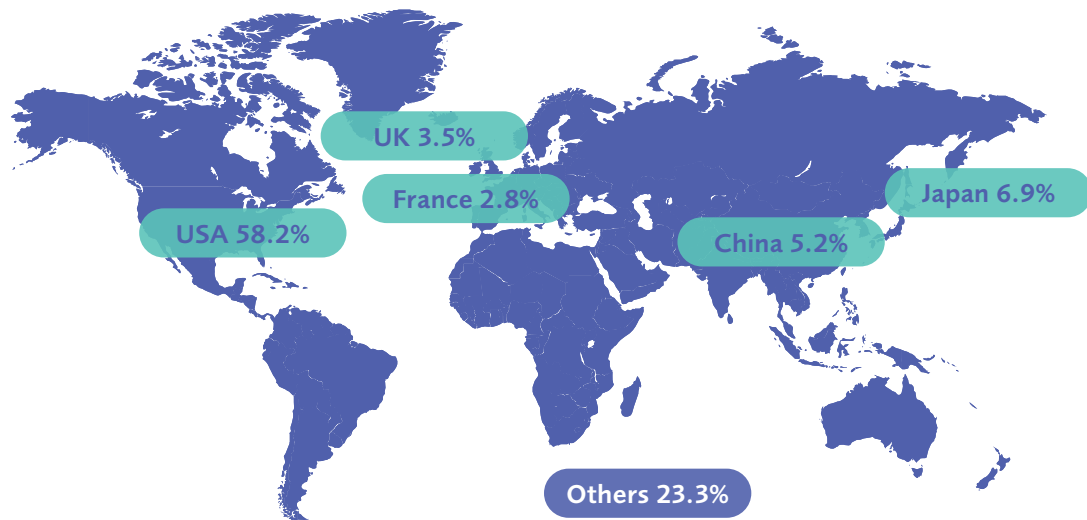 UK 3.5%
France 2.8%
Japan 6.9%
USA 58.2%
China 5.2%
Others 23.3%